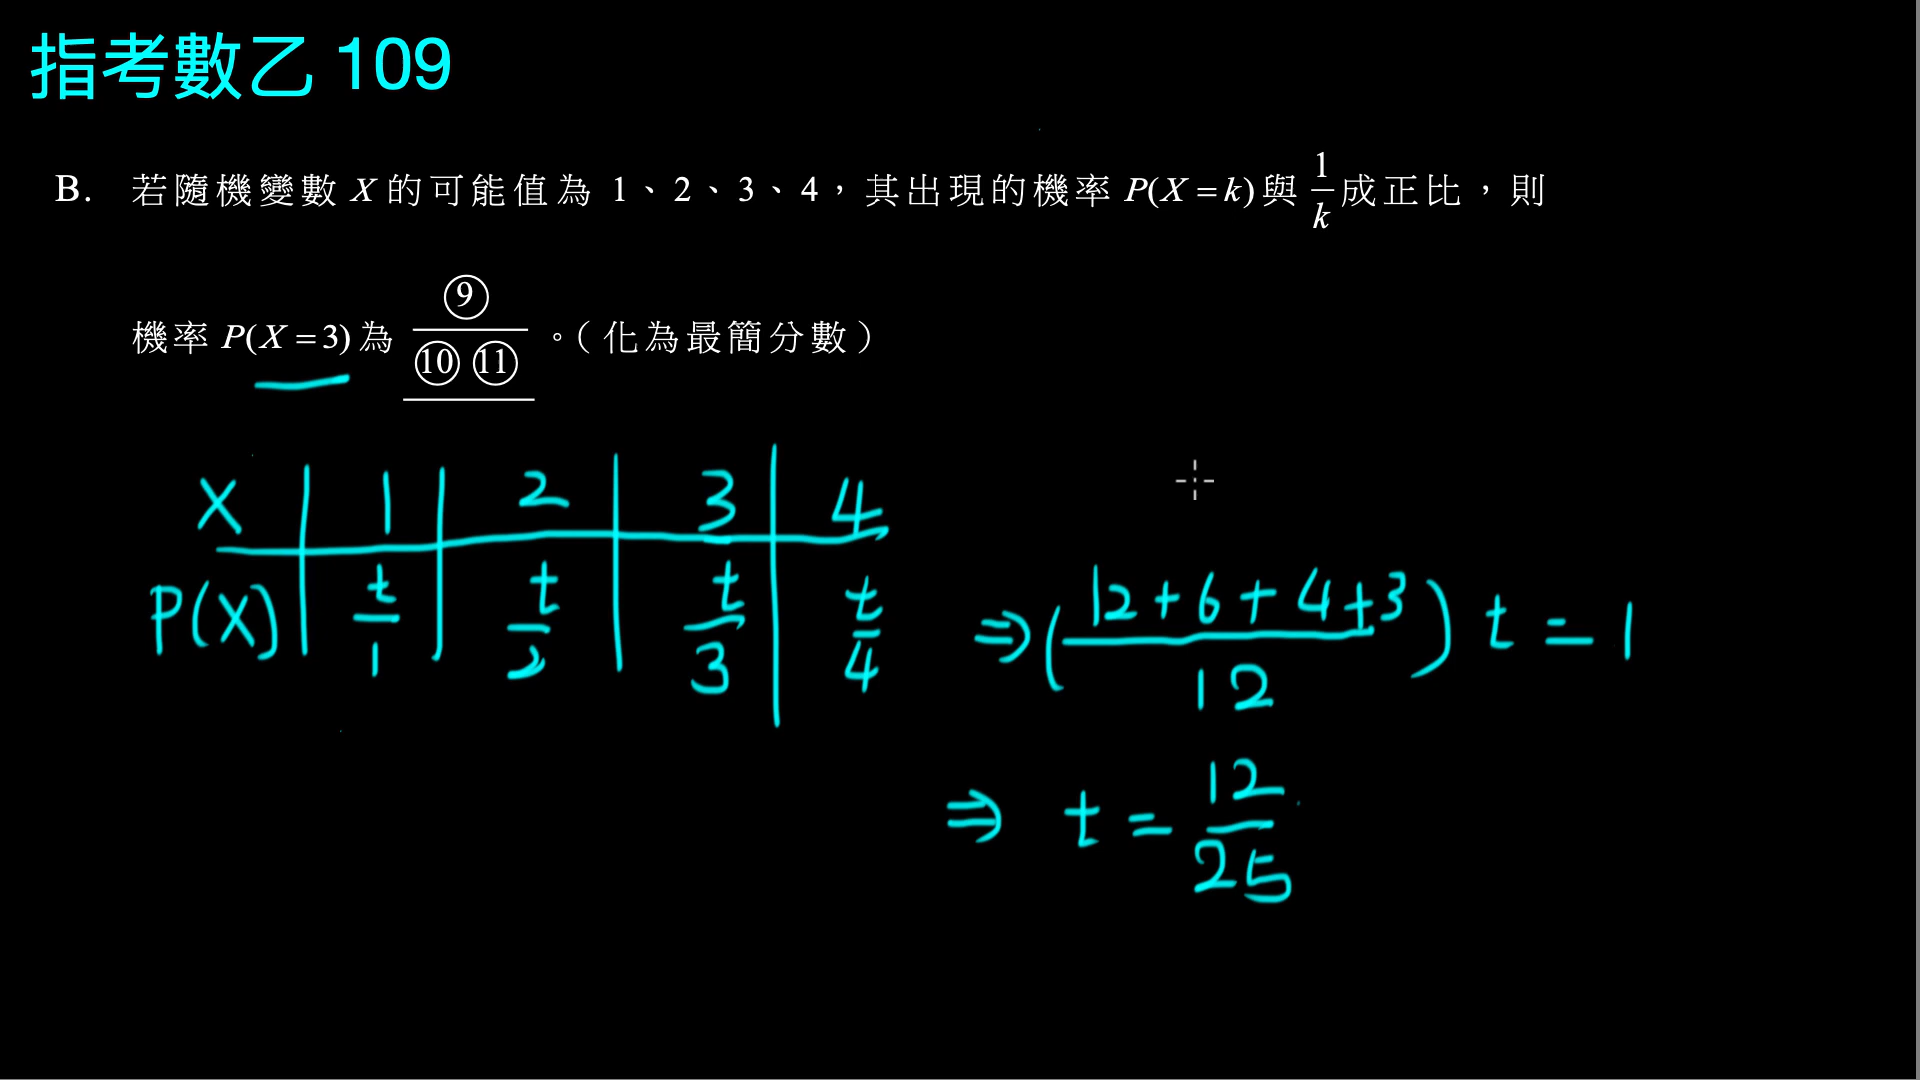 指考數乙 109
B. 若隨機變數 X 的可能值為 1、2、3、4，其出現的機率 P(X = k) 與 1/k 成正比，則
機率 P(X = 3) 為 ⑨/⑩⑪ 。（化為最簡分數）
X | 1 | 2 | 3 | 4
P(X) | t/1 | t/2 | t/3 | t/4
⇒ ( 12+6+4+3 / 12 ) t = 1
⇒ t = 12/25